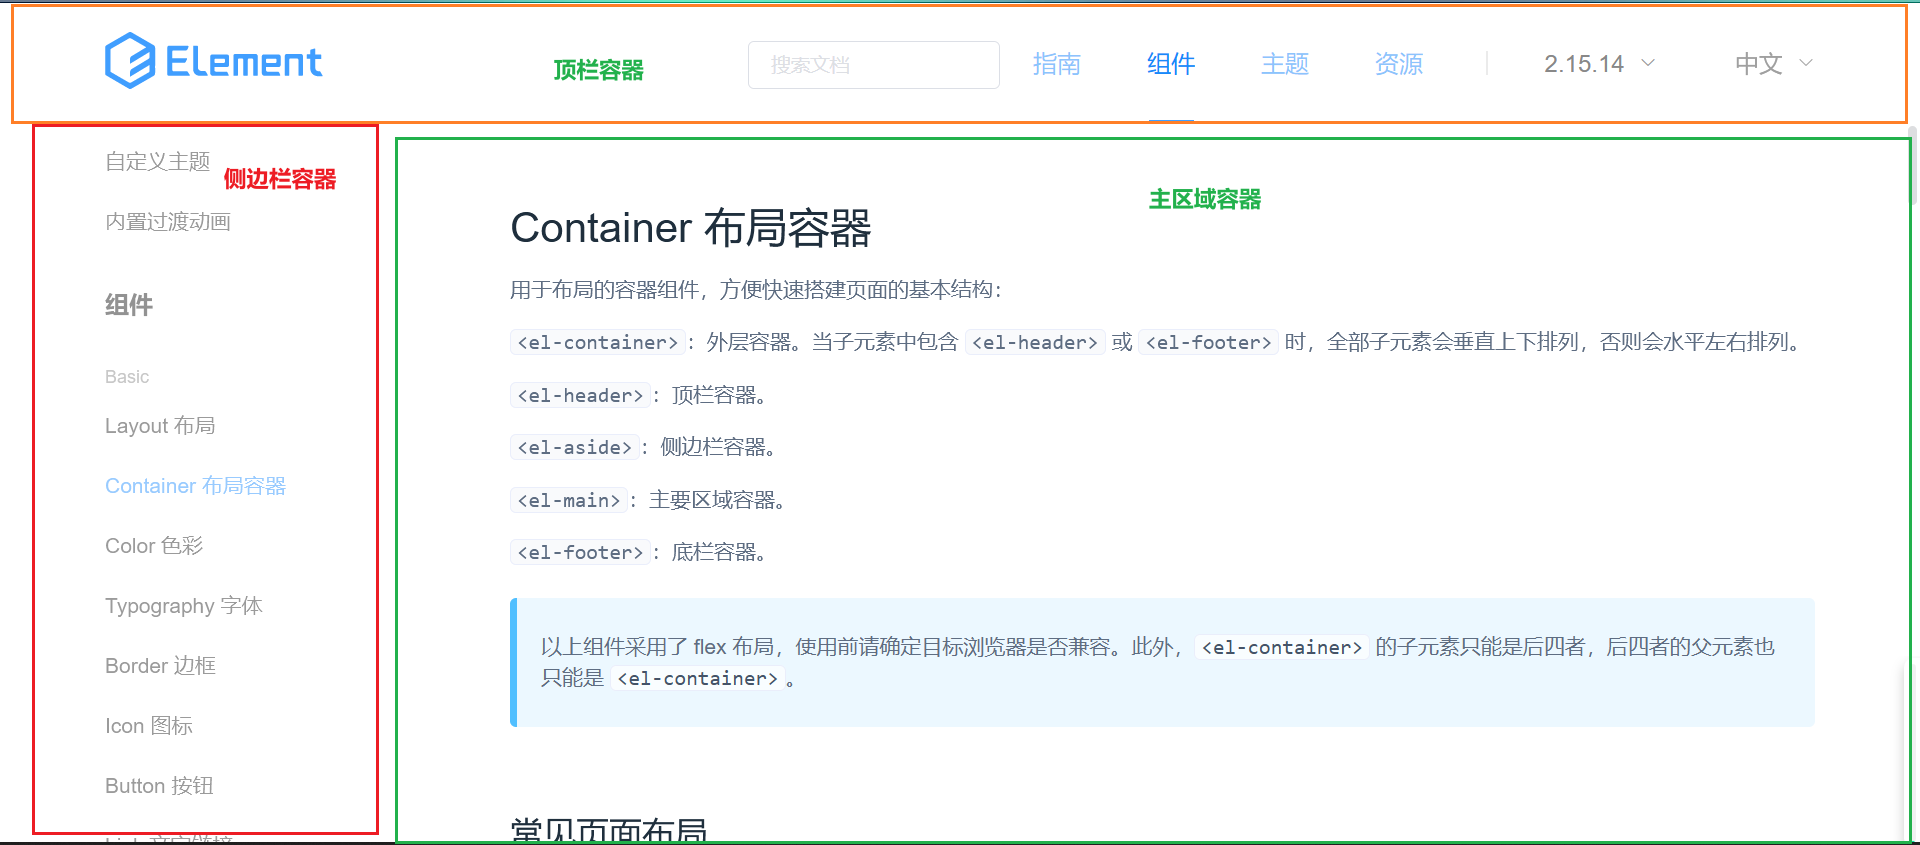 Element
顶栏容器
搜索文档
指南
组件
主题
资源
2.15.14
中文
自定义主题
侧边栏容器
内置过渡动画
组件
Basic
Layout 布局
Container 布局容器
Color 色彩
Typography 字体
Border 边框
Icon 图标
Button 按钮
Link 文字链接
主区域容器
Container 布局容器
用于布局的容器组件，方便快速搭建页面的基本结构：
<el-container>：外层容器。当子元素中包含 <el-header> 或 <el-footer> 时，全部子元素会垂直上下排列，否则会水平左右排列。
<el-header>：顶栏容器。
<el-aside>：侧边栏容器。
<el-main>：主要区域容器。
<el-footer>：底栏容器。
以上组件采用了 flex 布局，使用前请确定目标浏览器是否兼容。此外，<el-container> 的子元素只能是后四者，后四者的父元素也
只能是 <el-container>。
常见页面布局